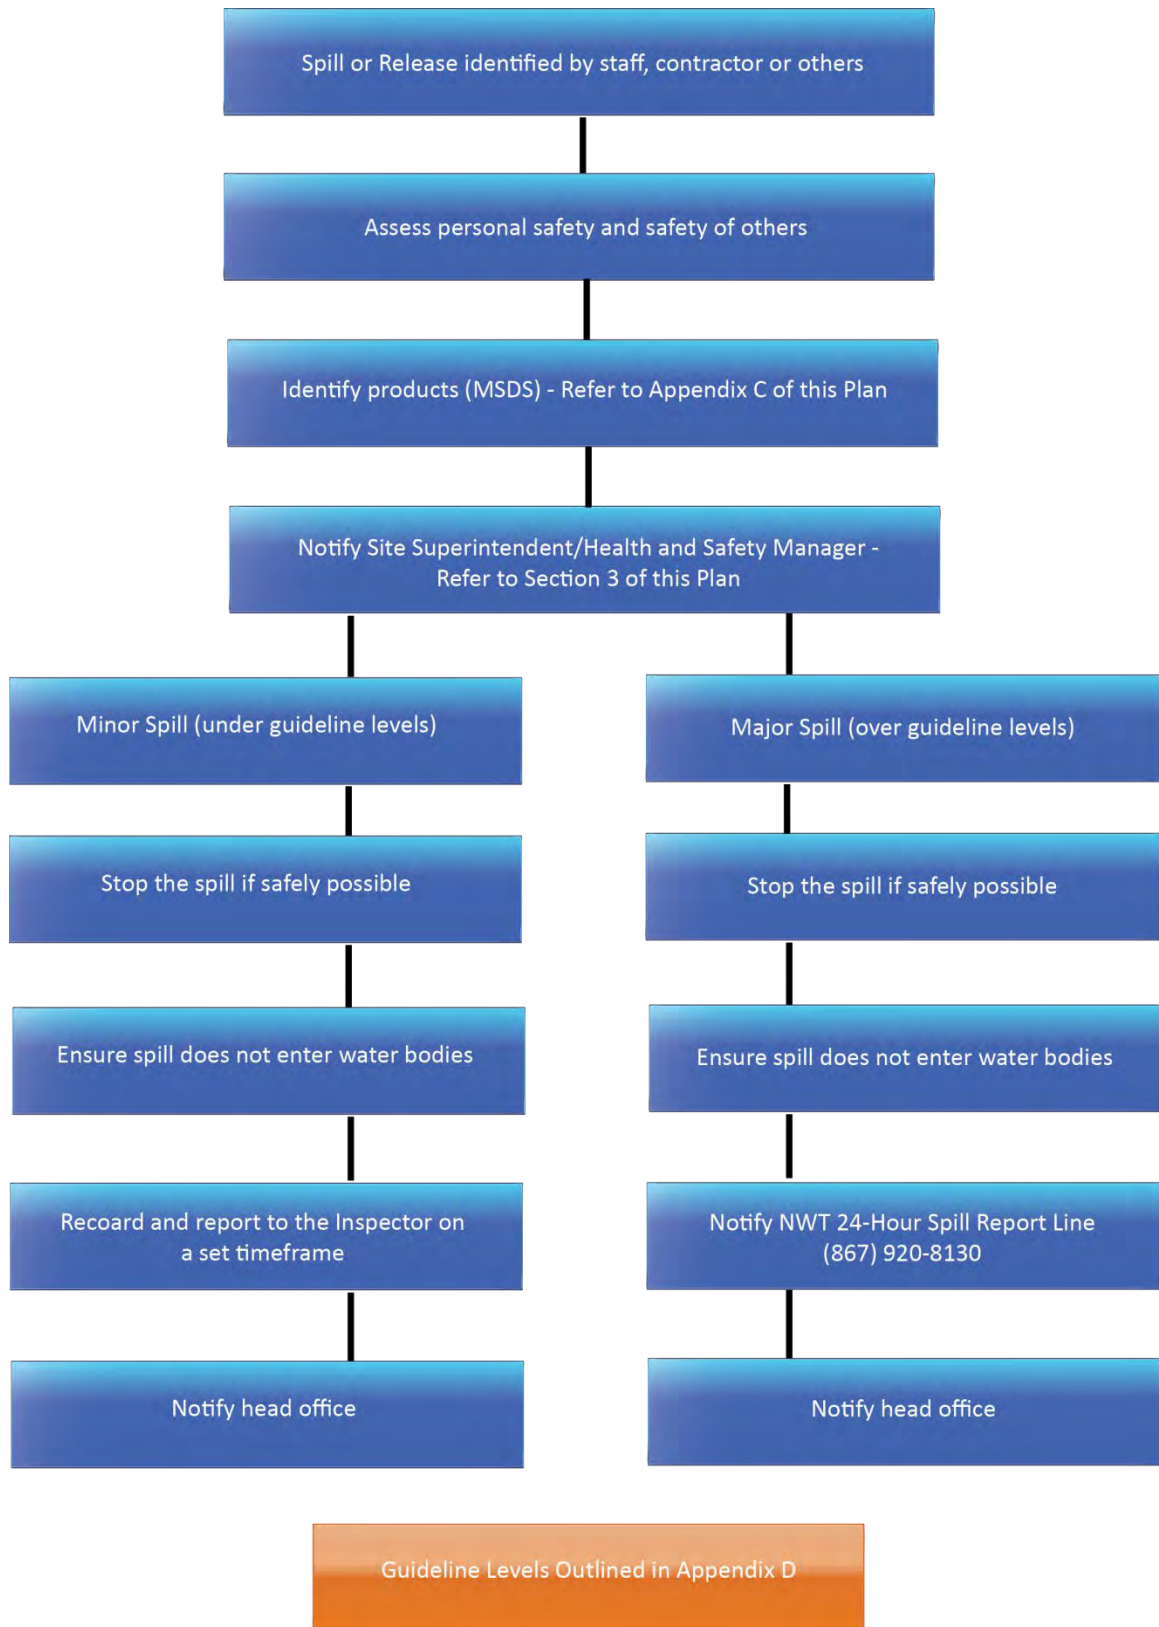 Spill or Release identified by staff, contractor or others
Assess personal safety and safety of others
Identify products (MSDS) - Refer to Appendix C of this Plan
Notify Site Superintendent/Health and Safety Manager -
Refer to Section 3 of this Plan
Minor Spill (under guideline levels)
Stop the spill if safely possible
Ensure spill does not enter water bodies
Recoard and report to the Inspector on
a set timeframe
Notify head office
Major Spill (over guideline levels)
Stop the spill if safely possible
Ensure spill does not enter water bodies
Notify NWT 24-Hour Spill Report Line
(867) 920-8130
Notify head office
Guideline Levels Outlined in Appendix D